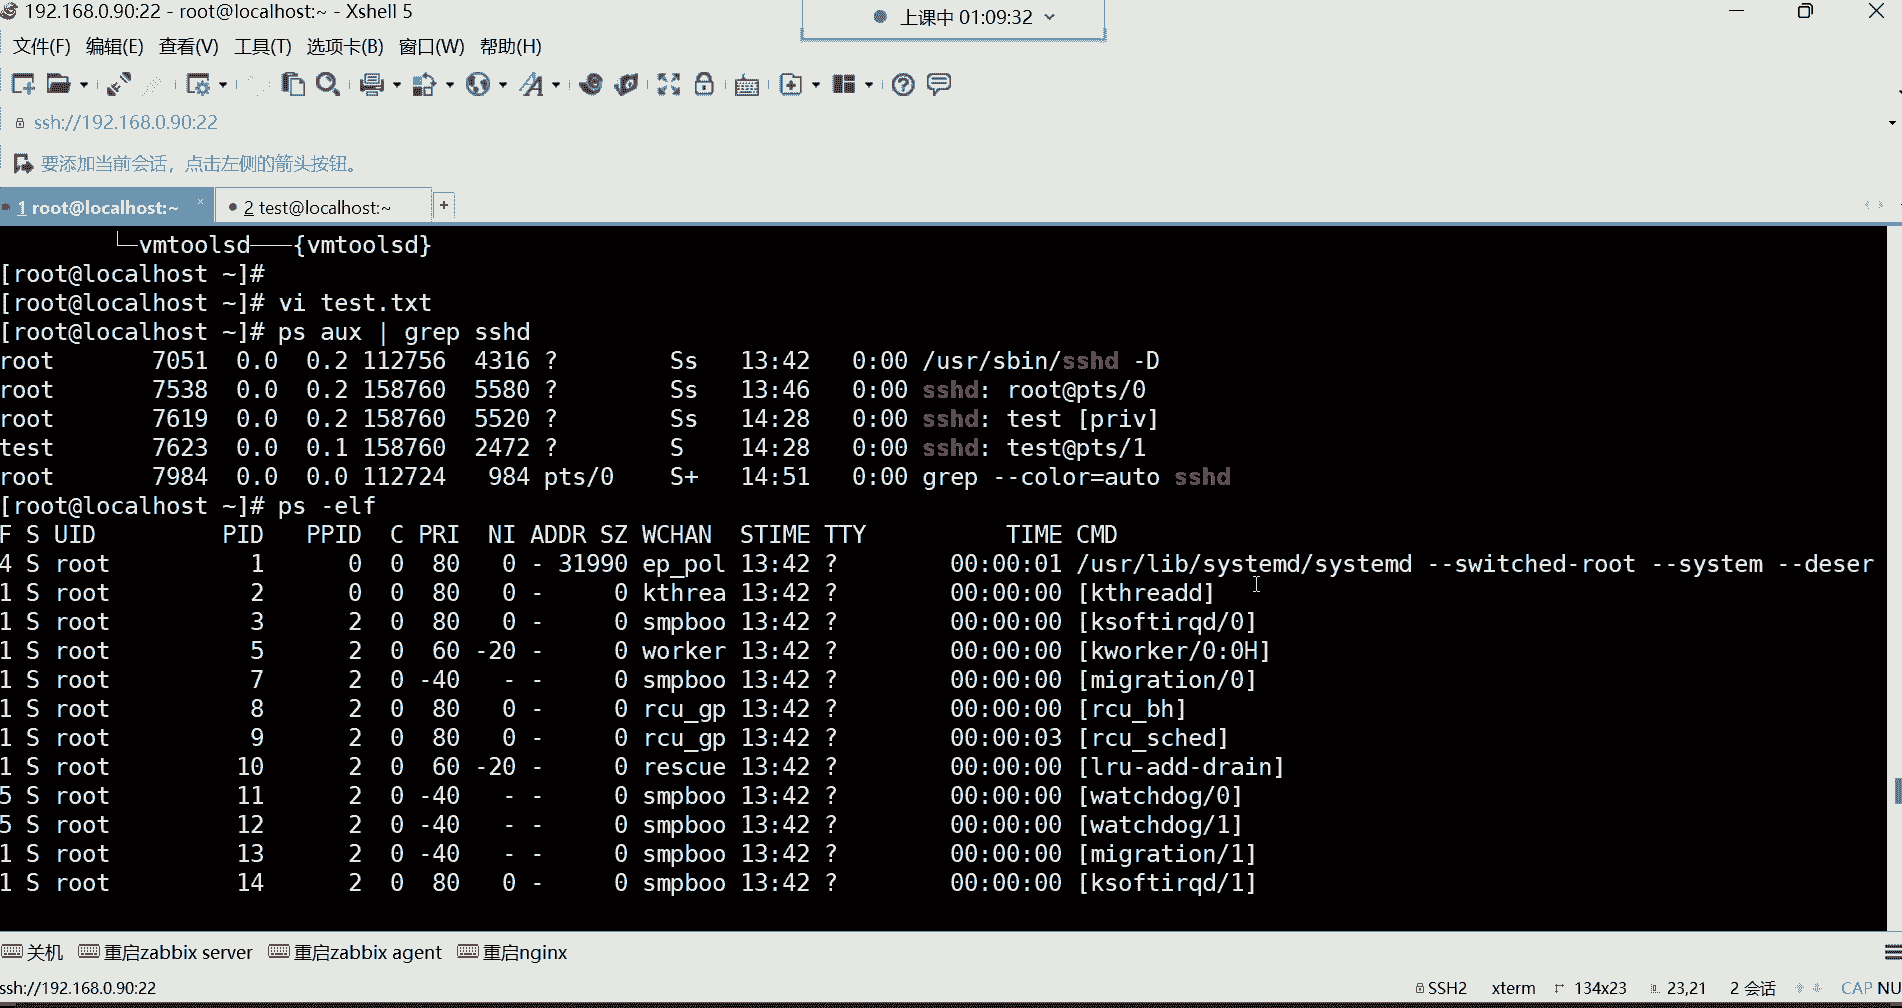 192.168.0.90:22 - root@localhost:~ - Xshell 5
上课中 01:09:32
文件(F) 编辑(E) 查看(V) 工具(T) 选项卡(B) 窗口(W) 帮助(H)
ssh://192.168.0.90:22
要添加当前会话，点击左侧的箭头按钮。
1 root@localhost:~ × 2 test@localhost:~ +
└─vmtoolsd───{vmtoolsd}
[root@localhost ~]#
[root@localhost ~]# vi test.txt
[root@localhost ~]# ps aux | grep sshd
root 7051 0.0 0.2 112756 4316 ? Ss 13:42 0:00 /usr/sbin/sshd -D
root 7538 0.0 0.2 158760 5580 ? Ss 13:46 0:00 sshd: root@pts/0
root 7619 0.0 0.2 158760 5520 ? Ss 14:28 0:00 sshd: test [priv]
test 7623 0.0 0.1 158760 2472 ? S 14:28 0:00 sshd: test@pts/1
root 7984 0.0 0.0 112724 984 pts/0 S+ 14:51 0:00 grep --color=auto sshd
[root@localhost ~]# ps -elf
F S UID PID PPID C PRI NI ADDR SZ WCHAN STIME TTY TIME CMD
4 S root 1 0 0 80 0 - 31990 ep_pol 13:42 ? 00:00:01 /usr/lib/systemd/systemd --switched-root --system --deser
1 S root 2 0 0 80 0 - 0 kthrea 13:42 ? 00:00:00 [kthreadd]
1 S root 3 2 0 80 0 - 0 smpboo 13:42 ? 00:00:00 [ksoftirqd/0]
1 S root 5 2 0 60 -20 - 0 worker 13:42 ? 00:00:00 [kworker/0:0H]
1 S root 7 2 0 -40 - - 0 smpboo 13:42 ? 00:00:00 [migration/0]
1 S root 8 2 0 80 0 - 0 rcu_gp 13:42 ? 00:00:00 [rcu_bh]
1 S root 9 2 0 80 0 - 0 rcu_gp 13:42 ? 00:00:03 [rcu_sched]
1 S root 10 2 0 60 -20 - 0 rescue 13:42 ? 00:00:00 [lru-add-drain]
5 S root 11 2 0 -40 - - 0 smpboo 13:42 ? 00:00:00 [watchdog/0]
5 S root 12 2 0 -40 - - 0 smpboo 13:42 ? 00:00:00 [watchdog/1]
1 S root 13 2 0 -40 - - 0 smpboo 13:42 ? 00:00:00 [migration/1]
1 S root 14 2 0 80 0 - 0 smpboo 13:42 ? 00:00:00 [ksoftirqd/1]
关机 重启zabbix server 重启zabbix agent 重启nginx
ssh://192.168.0.90:22 SSH2 xterm 134x23 23,21 2 会话 CAP NU